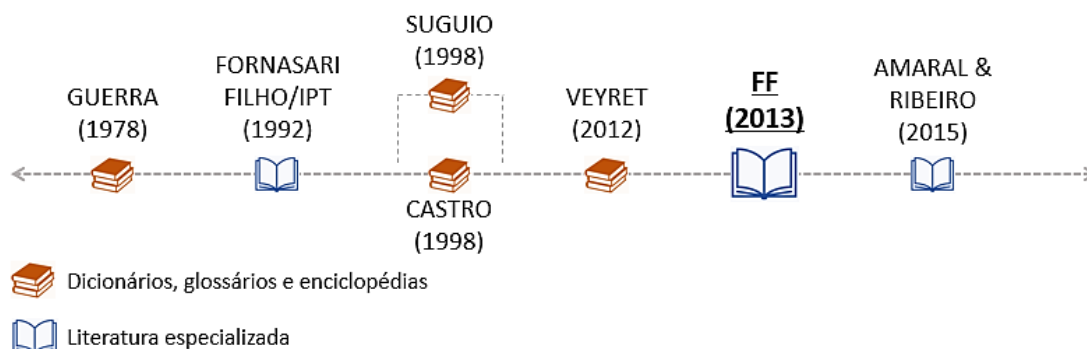 GUERRA
(1978)
FORNASARI
FILHO/IPT
(1992)
SUGUIO
(1998)
CASTRO
(1998)
VEYRET
(2012)
FF
(2013)
AMARAL &
RIBEIRO
(2015)
Dicionários, glossários e enciclopédias
Literatura especializada